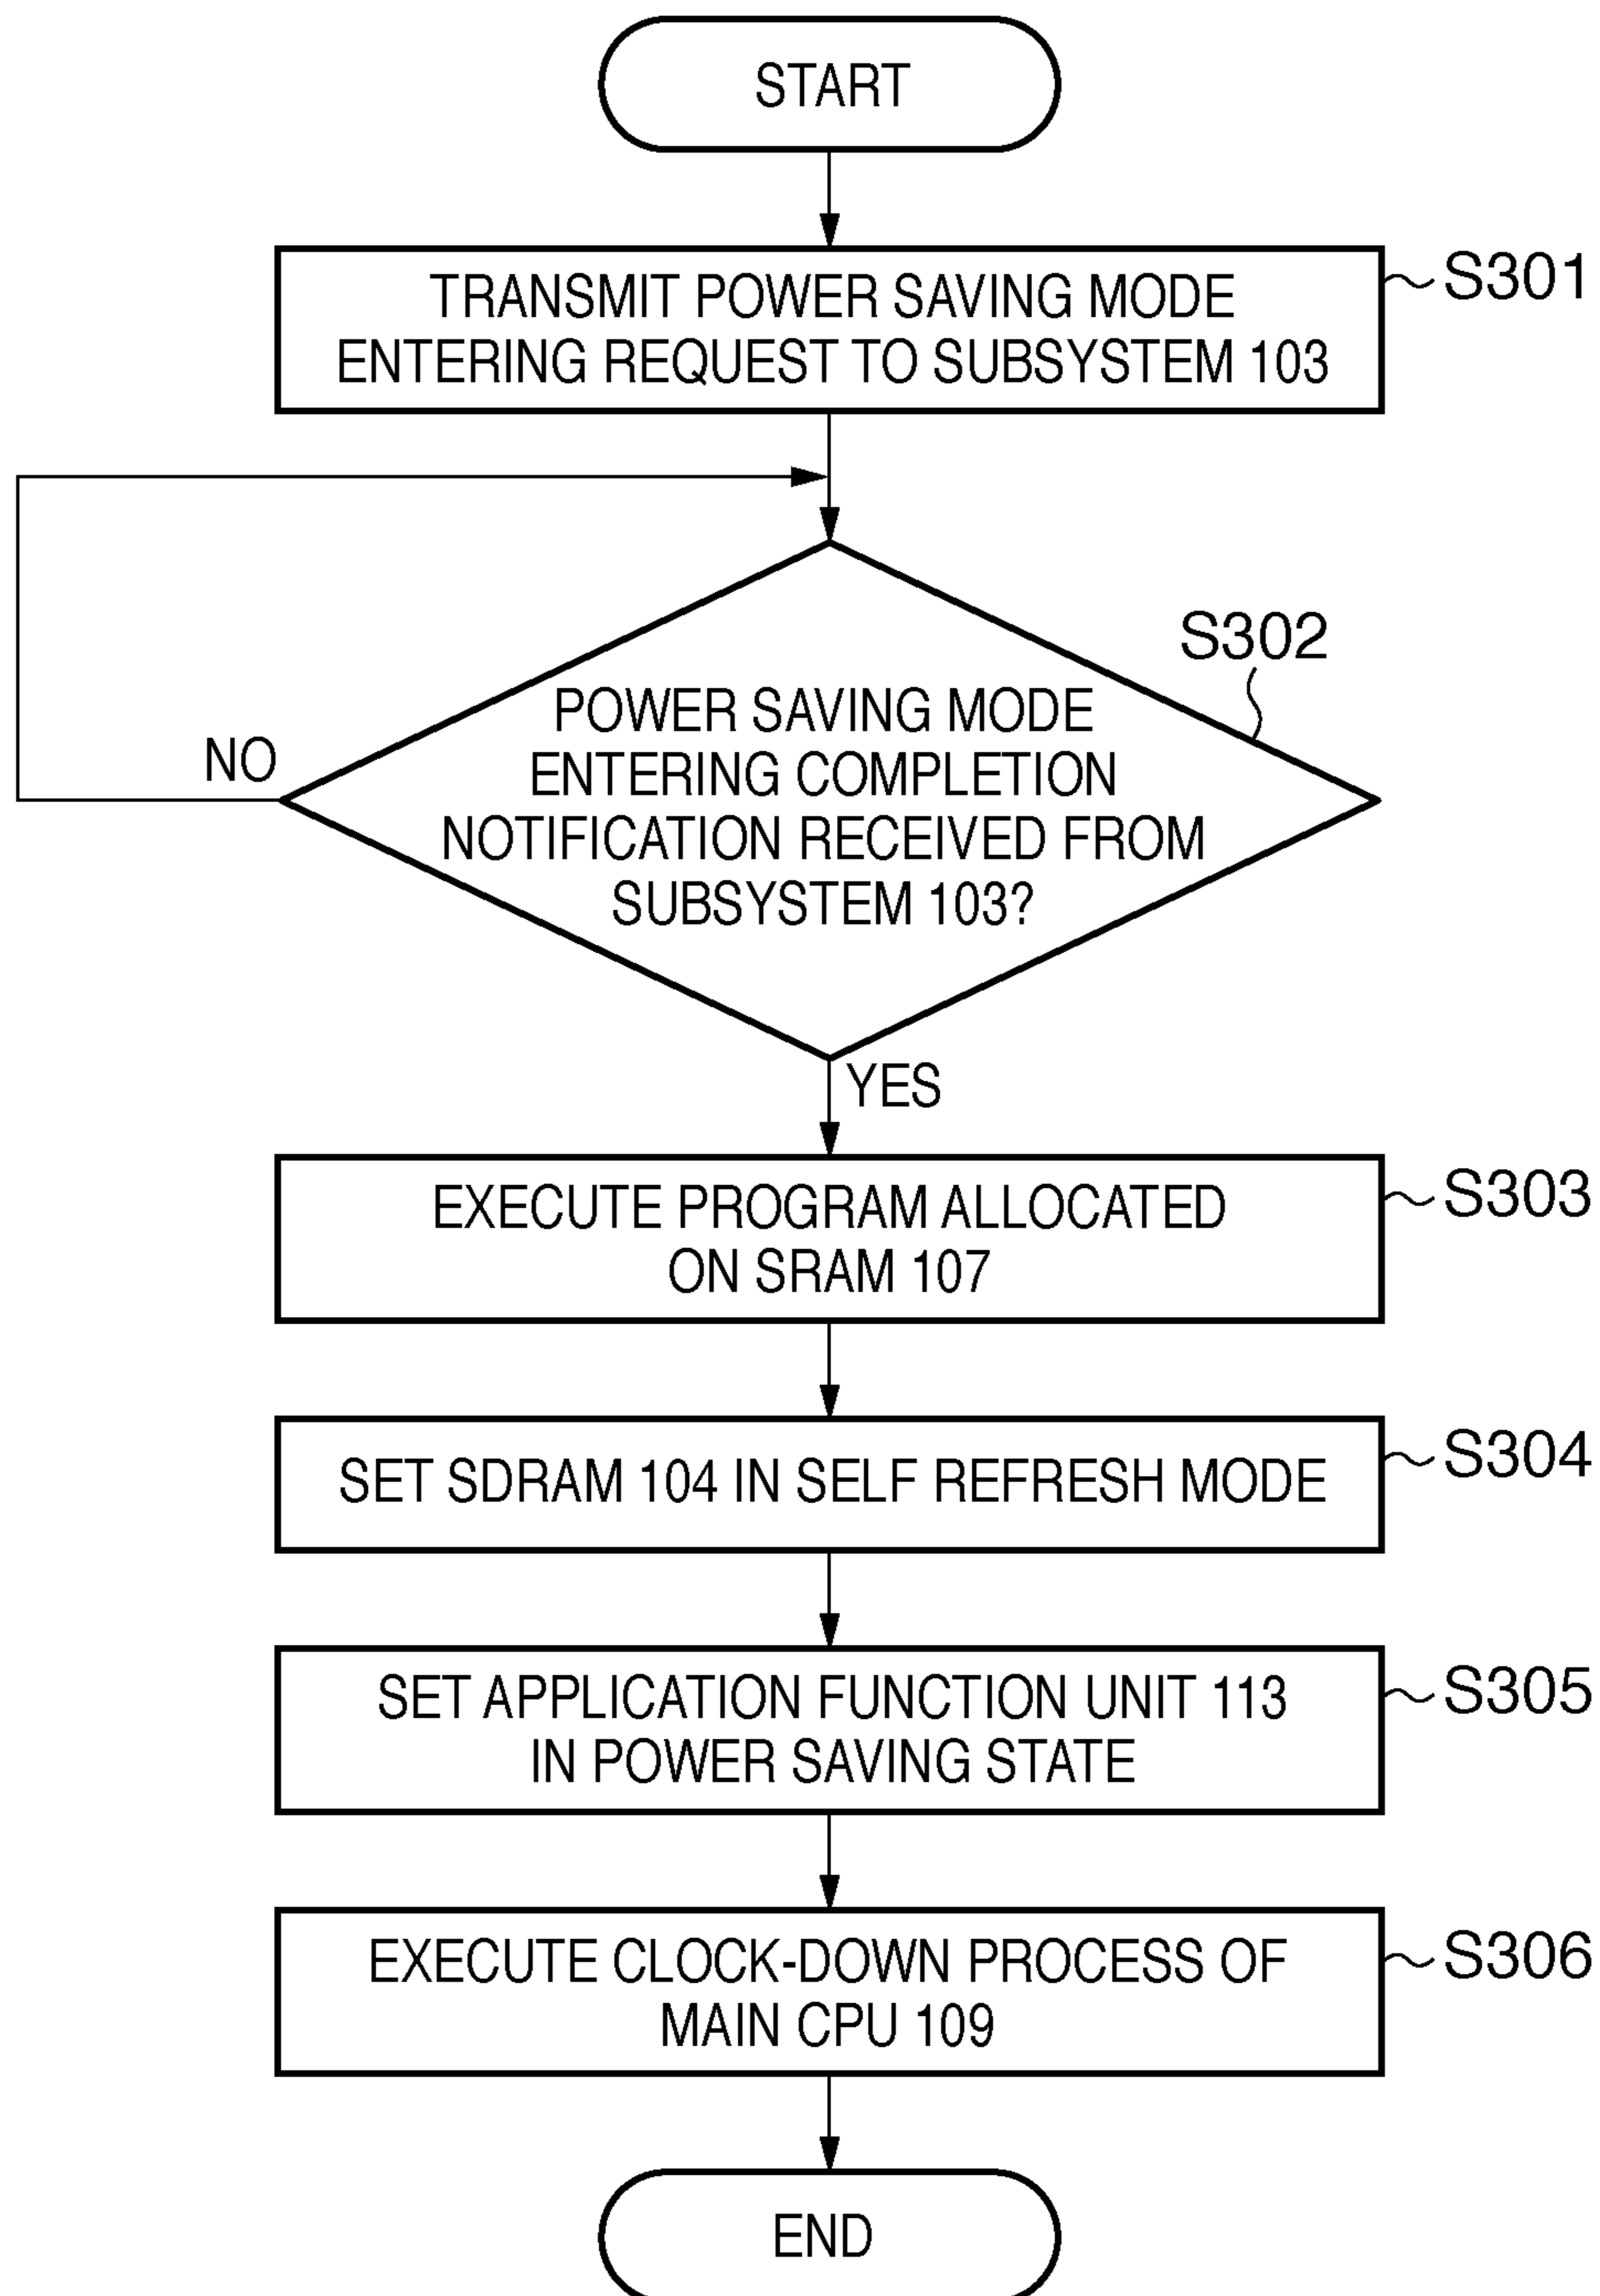 START
TRANSMIT POWER SAVING MODE
ENTERING REQUEST TO SUBSYSTEM 103
S301
S302
POWER SAVING MODE
ENTERING COMPLETION
NOTIFICATION RECEIVED FROM
SUBSYSTEM 103?
NO
YES
EXECUTE PROGRAM ALLOCATED
ON SRAM 107
S303
SET SDRAM 104 IN SELF REFRESH MODE
S304
SET APPLICATION FUNCTION UNIT 113
IN POWER SAVING STATE
S305
EXECUTE CLOCK-DOWN PROCESS OF
MAIN CPU 109
S306
END